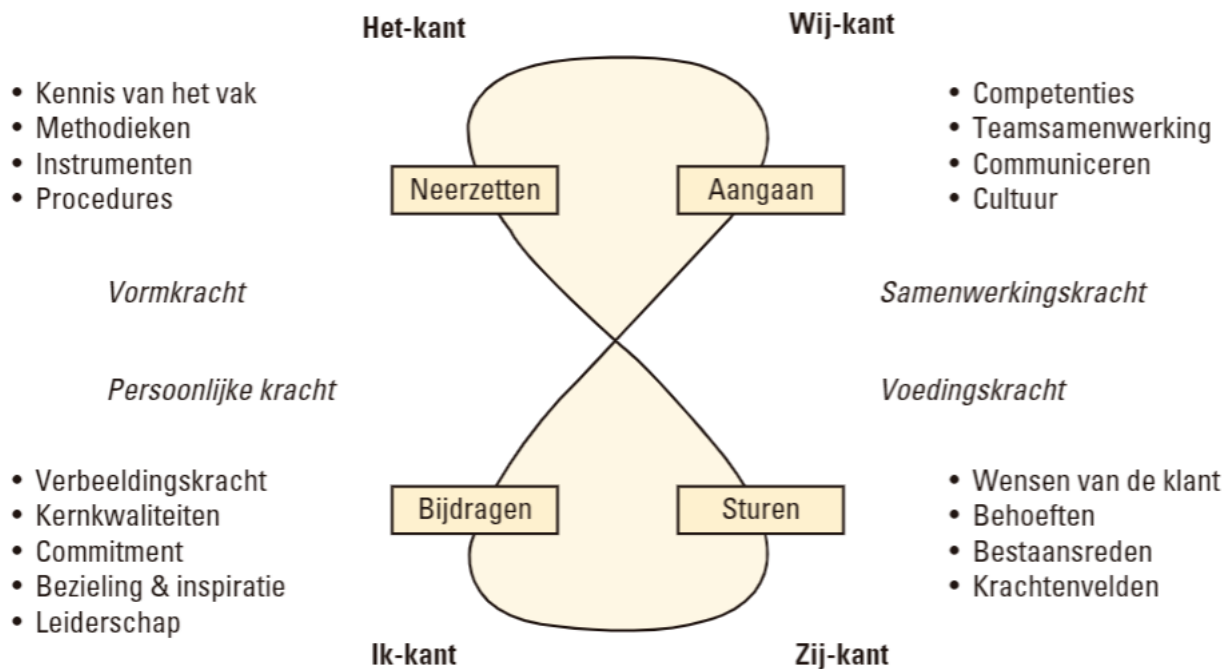 Het-kant
Wij-kant
• Kennis van het vak
• Methodieken
• Instrumenten
• Procedures
• Competenties
• Teamsamenwerking
• Communiceren
• Cultuur
Neerzetten
Aangaan
Vormkracht
Samenwerkingskracht
Persoonlijke kracht
Voedingskracht
• Verbeeldingskracht
• Kernkwaliteiten
• Commitment
• Bezieling & inspiratie
• Leiderschap
Bijdragen
Sturen
• Wensen van de klant
• Behoeften
• Bestaansreden
• Krachtenvelden
Ik-kant
Zij-kant